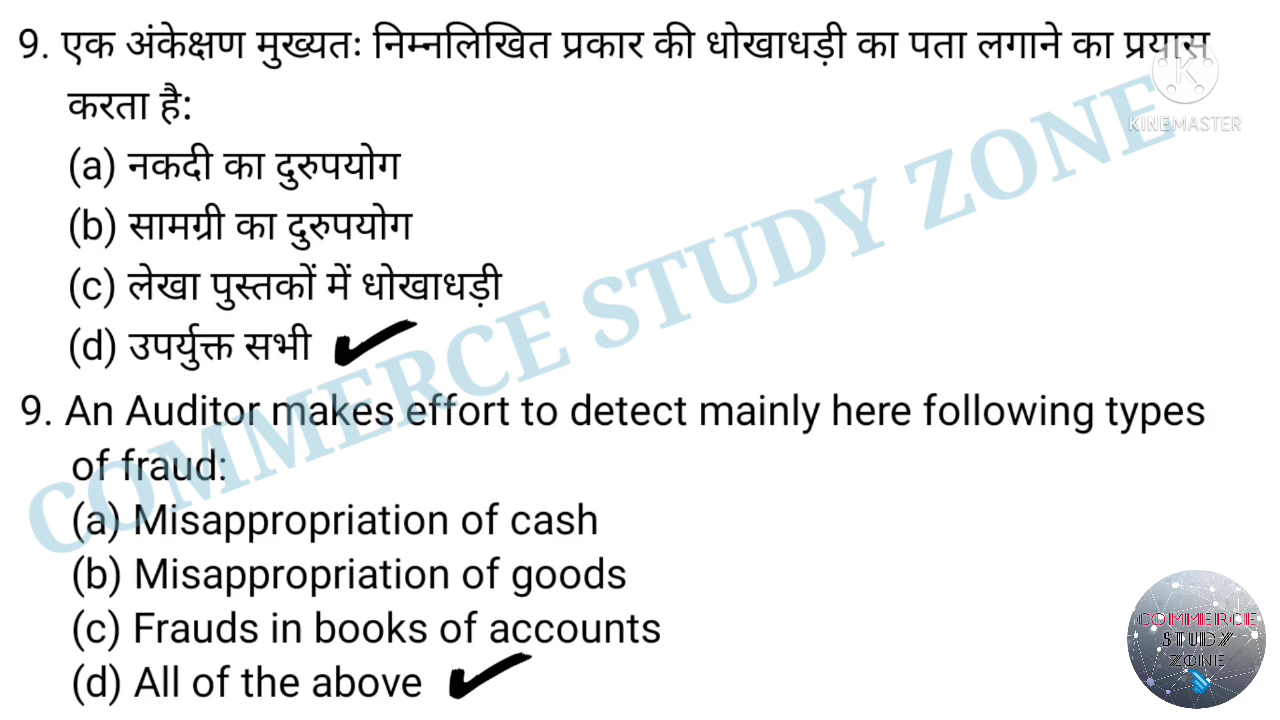 9. एक अंकेक्षण मुख्यतः निम्नलिखित प्रकार की धोखाधड़ी का पता लगाने का प्रयास
करता है:
(a) नकदी का दुरुपयोग
(b) सामग्री का दुरुपयोग
(c) लेखा पुस्तकों में धोखाधड़ी
(d) उपर्युक्त सभी
9. An Auditor makes effort to detect mainly here following types
of fraud:
(a) Misappropriation of cash
(b) Misappropriation of goods
(c) Frauds in books of accounts
(d) All of the above
COMMERCE STUDY ZONE
K
KINEMASTER
COMMERCE
STUDY
ZONE